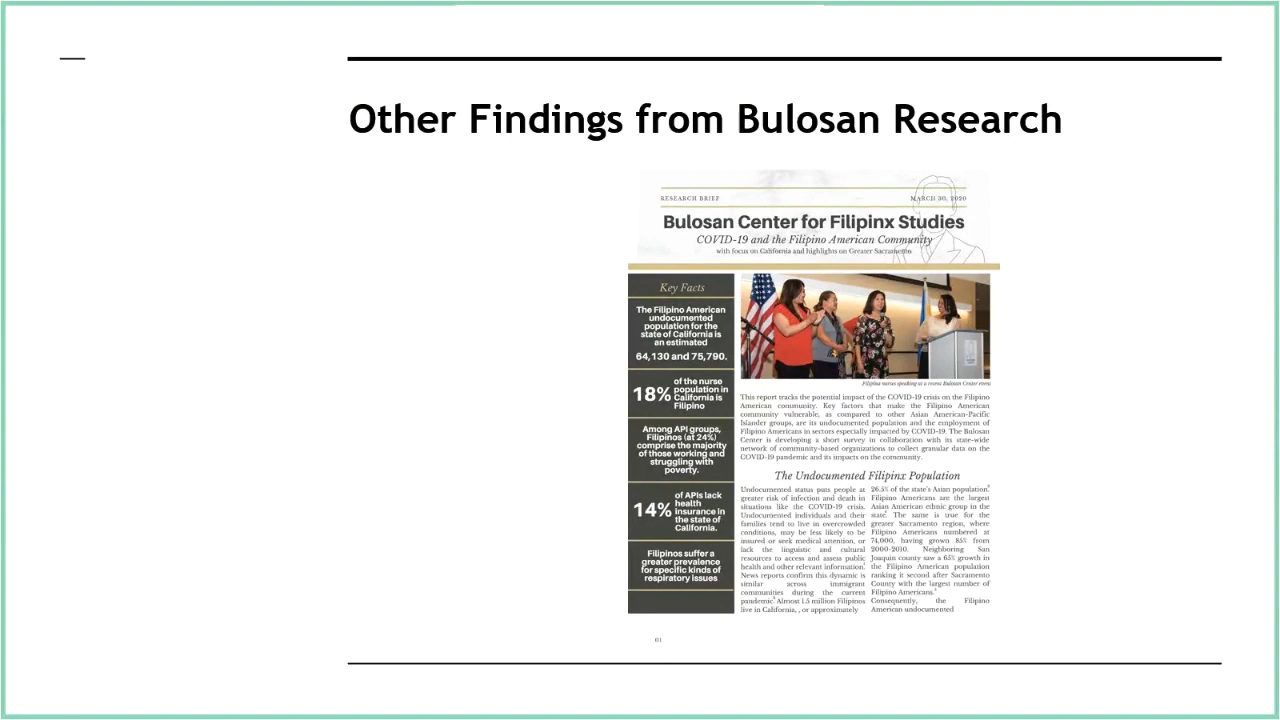 Other Findings from Bulosan Research
RESEARCH BRIEF
MARCH 30, 2020
Bulosan Center for Filipinx Studies
COVID-19 and the Filipino American Community
with focus on California and highlights on Greater Sacramento
Key Facts
The Filipino American
undocumented
population for the
state of California is
an estimated
64,130 and 75,790.
18%
of the nurse
population in
California is
Filipino
Among API groups,
Filipinos (at 24%)
comprise the majority
of those working and
struggling with
poverty.
14%
of APIs lack
health
insurance in
the state of
California.
Filipinos suffer a
greater prevalence
for specific kinds of
respiratory issues
Filipina nurses speaking at a recent Bulosan Center event
This report tracks the potential impact of the COVID-19 crisis on the Filipino
American community. Key factors that make the Filipino American
community vulnerable, as compared to other Asian American-Pacific
Islander groups, are its undocumented population and the employment of
Filipino Americans in sectors especially impacted by COVID-19. The Bulosan
Center is developing a short survey in collaboration with its state-wide
network of community-based organizations to collect granular data on the
COVID-19 pandemic and its impacts on the community.
The Undocumented Filipinx Population
Undocumented status puts people at
greater risk of infection and death in
situations like the COVID-19 crisis.
Undocumented individuals and their
families tend to live in overcrowded
conditions, may be less likely to be
insured or seek medical attention, or
lack the linguistic and cultural
resources to access and assess public
health and other relevant information.
News reports confirm this dynamic is
similar across immigrant
communities during the current
pandemic. Almost 1.5 million Filipinos
live in California, , or approximately
26.5% of the state's Asian population.
Filipino Americans are the largest
Asian American ethnic group in the
state. The same is true for the
greater Sacramento region, where
Filipino Americans numbered at
74,000, having grown 85% from
2000-2010. Neighboring San
Joaquin county saw a 65% growth in
the Filipino American population
ranking it second after Sacramento
County with the largest number of
Filipino Americans.
Consequently, the Filipino
American undocumented
01